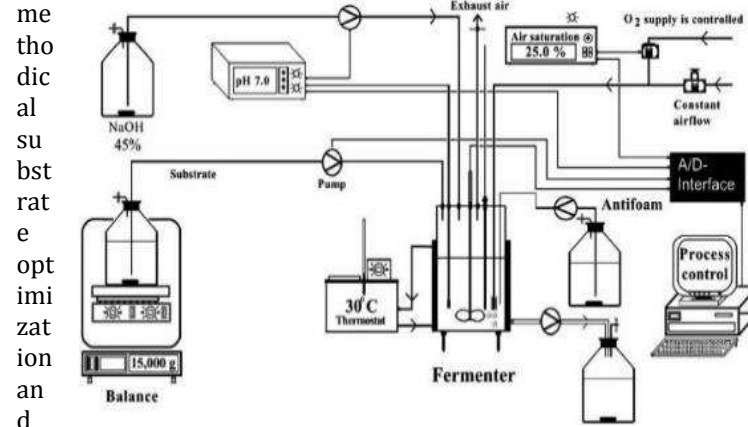 me
tho
dic
al
su
bst
rat
e
opt
imi
zat
ion
an
d
Exhaust air
O2 supply is controlled
Air saturation
25.0 %
pH 7.0
Constant
airflow
NaOH
45%
Substrate
Pump
A/D-
Interface
Antifoam
Process
control
30°C
Thermostat
Fermenter
15,000 g
Balance